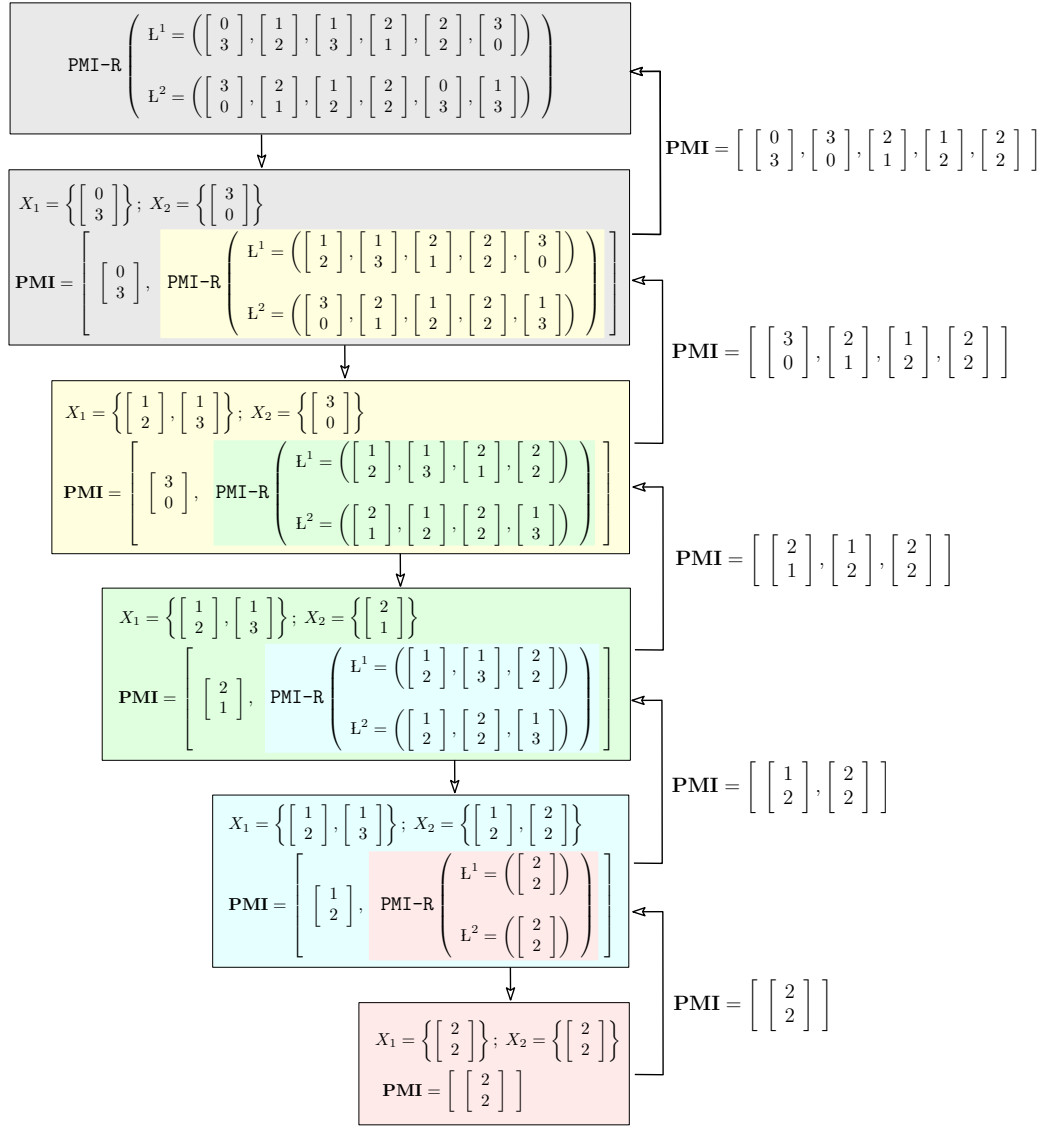 PMI-R ( Ł¹ = ([0 3], [1 2], [1 3], [2 1], [2 2], [3 0])
Ł² = ([3 0], [2 1], [1 2], [2 2], [0 3], [1 3]) )
PMI = [ [0 3], [3 0], [2 1], [1 2], [2 2] ]
X₁ = {[0 3]}; X₂ = {[3 0]}
PMI = [ [0 3], PMI-R ( Ł¹ = ([1 2], [1 3], [2 1], [2 2], [3 0])
Ł² = ([3 0], [2 1], [1 2], [2 2], [1 3]) ) ]
PMI = [ [3 0], [2 1], [1 2], [2 2] ]
X₁ = {[1 2], [1 3]}; X₂ = {[3 0]}
PMI = [ [3 0], PMI-R ( Ł¹ = ([1 2], [1 3], [2 1], [2 2])
Ł² = ([2 1], [1 2], [2 2], [1 3]) ) ]
PMI = [ [2 1], [1 2], [2 2] ]
X₁ = {[1 2], [1 3]}; X₂ = {[2 1]}
PMI = [ [2 1], PMI-R ( Ł¹ = ([1 2], [1 3], [2 2])
Ł² = ([1 2], [2 2], [1 3]) ) ]
PMI = [ [1 2], [2 2] ]
X₁ = {[1 2], [1 3]}; X₂ = {[1 2], [2 2]}
PMI = [ [1 2], PMI-R ( Ł¹ = ([2 2])
Ł² = ([2 2]) ) ]
PMI = [ [2 2] ]
X₁ = {[2 2]}; X₂ = {[2 2]}
PMI = [ [2 2] ]